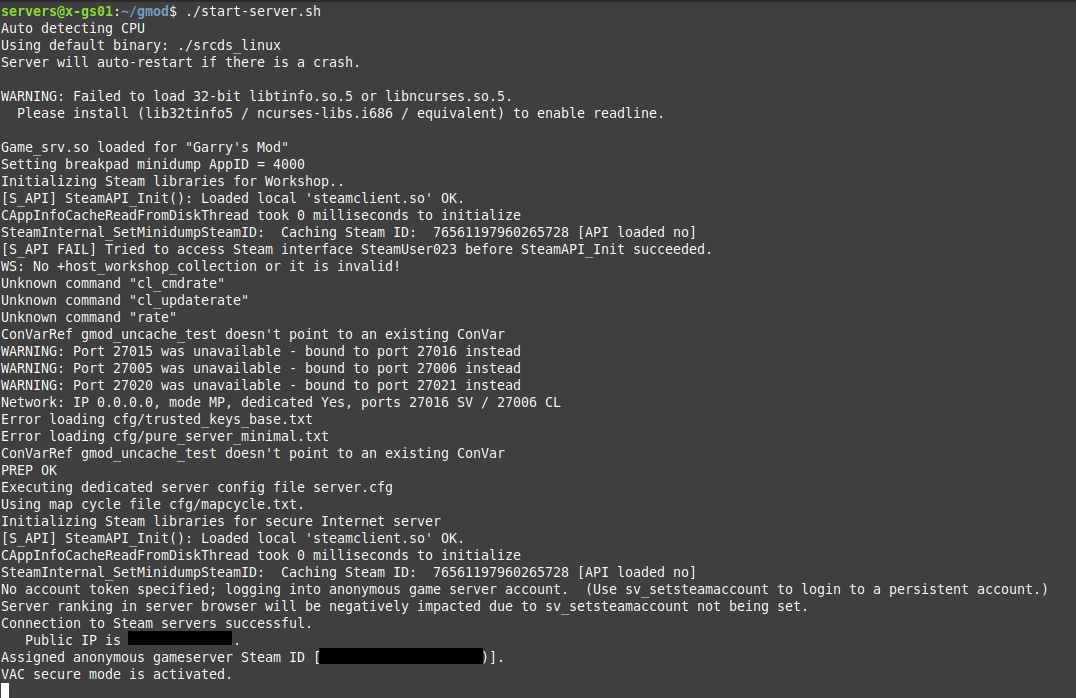 servers@x-gs01:~/gmod$ ./start-server.sh
Auto detecting CPU
Using default binary: ./srcds_linux
Server will auto-restart if there is a crash.
WARNING: Failed to load 32-bit libtinfo.so.5 or libncurses.so.5.
Please install (lib32tinfo5 / ncurses-libs.i686 / equivalent) to enable readline.
Game_srv.so loaded for "Garry's Mod"
Setting breakpad minidump AppID = 4000
Initializing Steam libraries for Workshop..
[S_API] SteamAPI_Init(): Loaded local 'steamclient.so' OK.
CAppInfoCacheReadFromDiskThread took 0 milliseconds to initialize
SteamInternal_SetMinidumpSteamID:  Caching Steam ID:  76561197960265728 [API loaded no]
[S_API FAIL] Tried to access Steam interface SteamUser023 before SteamAPI_Init succeeded.
WS: No +host_workshop_collection or it is invalid!
Unknown command "cl_cmdrate"
Unknown command "cl_updaterate"
Unknown command "rate"
ConVarRef gmod_uncache_test doesn't point to an existing ConVar
WARNING: Port 27015 was unavailable - bound to port 27016 instead
WARNING: Port 27005 was unavailable - bound to port 27006 instead
WARNING: Port 27020 was unavailable - bound to port 27021 instead
Network: IP 0.0.0.0, mode MP, dedicated Yes, ports 27016 SV / 27006 CL
Error loading cfg/trusted_keys_base.txt
Error loading cfg/pure_server_minimal.txt
ConVarRef gmod_uncache_test doesn't point to an existing ConVar
PREP OK
Executing dedicated server config file server.cfg
Using map cycle file cfg/mapcycle.txt.
Initializing Steam libraries for secure Internet server
[S_API] SteamAPI_Init(): Loaded local 'steamclient.so' OK.
CAppInfoCacheReadFromDiskThread took 0 milliseconds to initialize
SteamInternal_SetMinidumpSteamID:  Caching Steam ID:  76561197960265728 [API loaded no]
No account token specified; logging into anonymous game server account.  (Use sv_setsteamaccount to login to a persistent account.)
Server ranking in server browser will be negatively impacted due to sv_setsteamaccount not being set.
Connection to Steam servers successful.
Public IP is .
Assigned anonymous gameserver Steam ID [)].
VAC secure mode is activated.